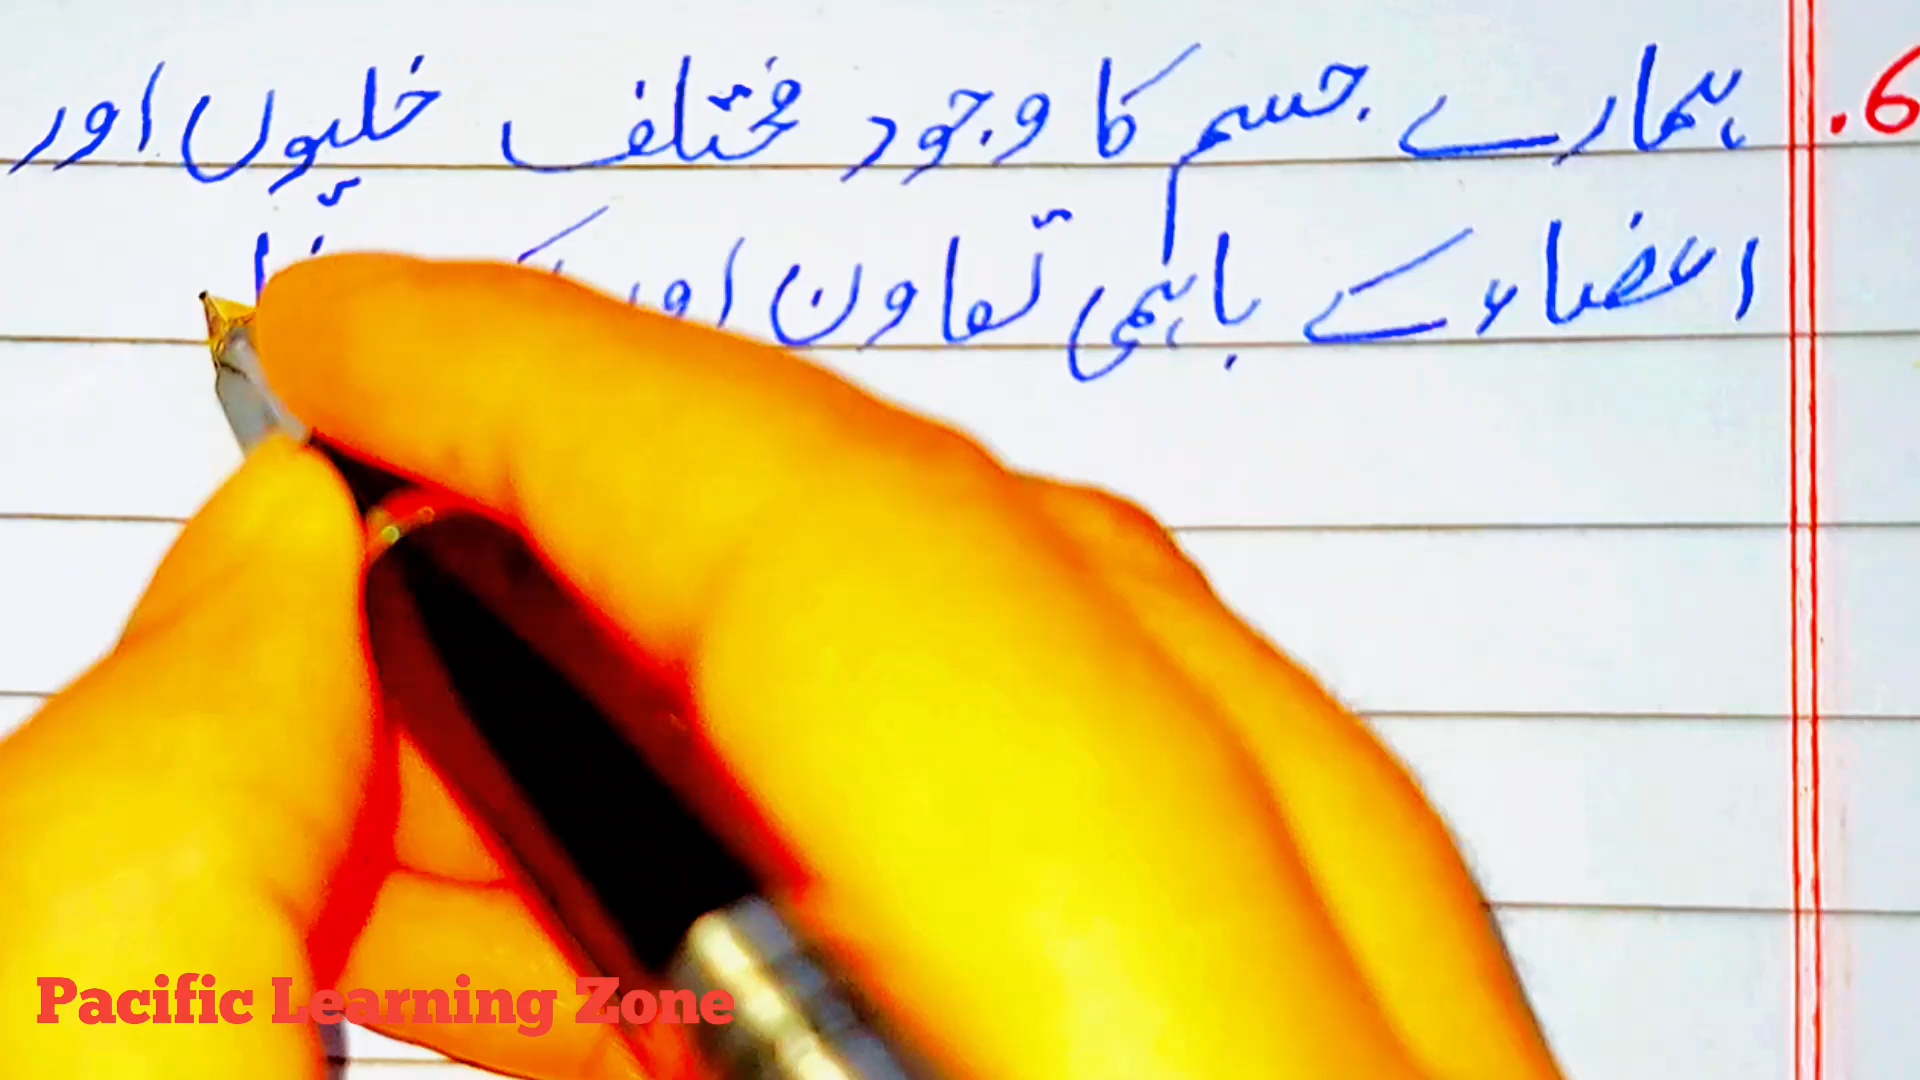 6. ہمارے جسم کا وجود مختلف خلیوں اور
اعضاء کے باہمی تعاون اور
Pacific Learning Zone